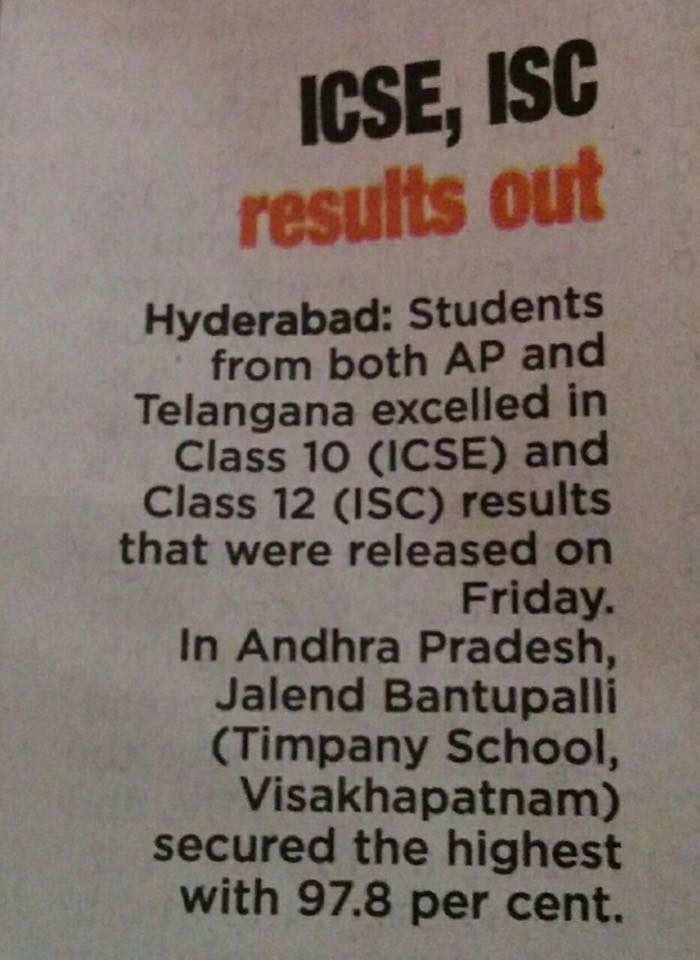 ICSE, ISC
results out
Hyderabad: Students
from both AP and
Telangana excelled in
Class 10 (ICSE) and
Class 12 (ISC) results
that were released on
Friday.
In Andhra Pradesh,
Jalend Bantupalli
(Timpany School,
Visakhapatnam)
secured the highest
with 97.8 per cent.